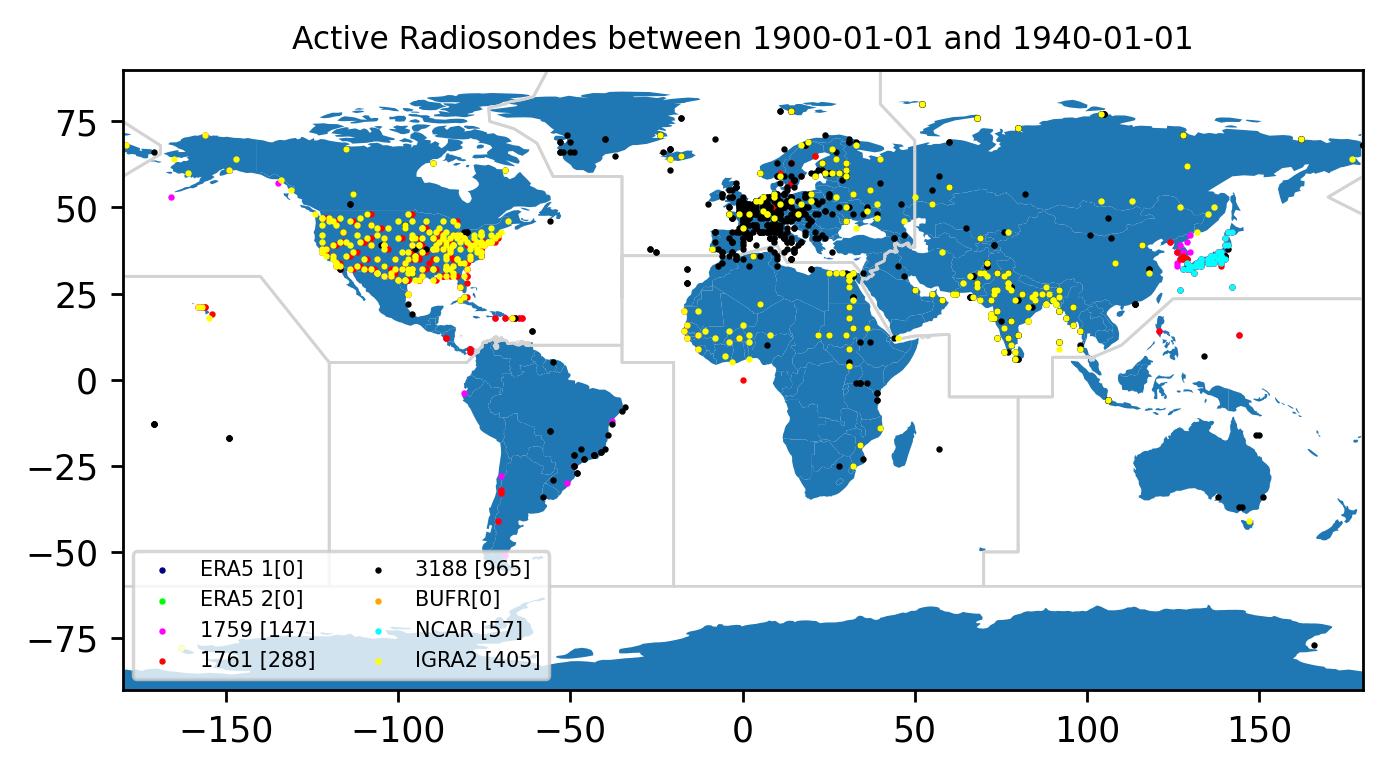 Active Radiosondes between 1900-01-01 and 1940-01-01
75
50
25
0
−25
−50
−75
ERA5 1[0]
ERA5 2[0]
1759 [147]
1761 [288]
3188 [965]
BUFR[0]
NCAR [57]
IGRA2 [405]
−150 −100 −50 0 50 100 150